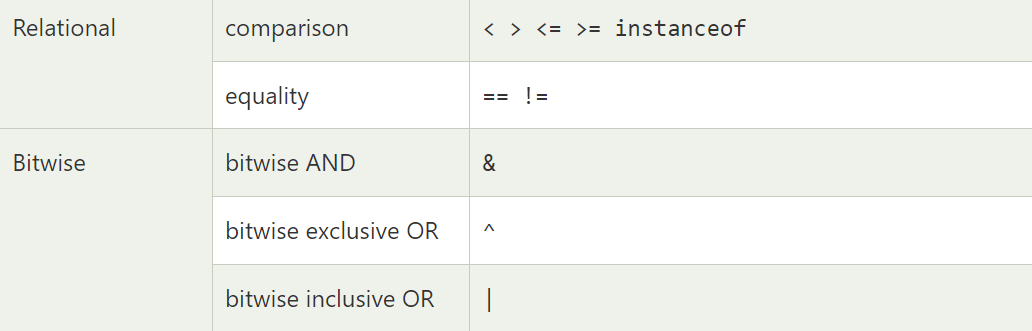 Relational comparison < > <= >= instanceof
equality == !=
Bitwise bitwise AND &
bitwise exclusive OR ^
bitwise inclusive OR |